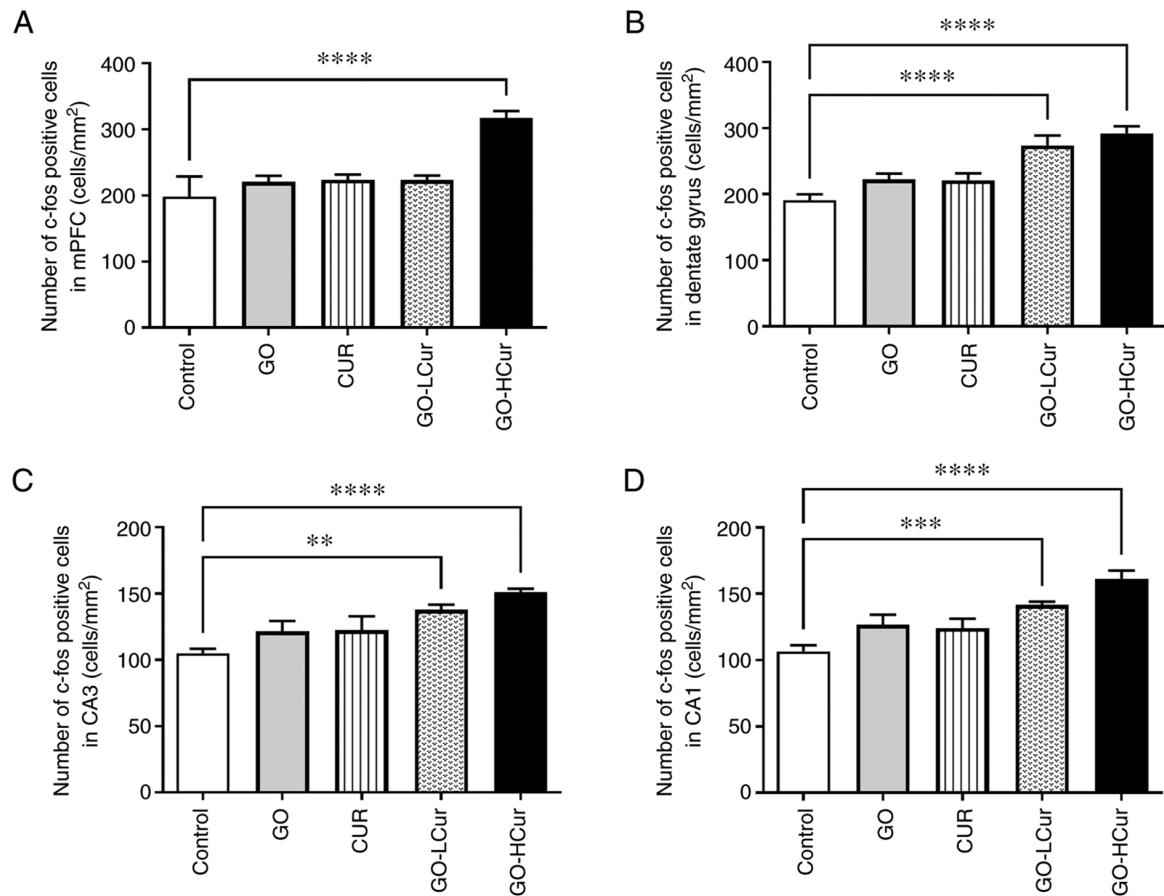 A
Number of c-fos positive cells
in mPFC (cells/mm²)
400
300
200
100
0
****
Control
GO
CUR
GO-LCur
GO-HCur
B
Number of c-fos positive cells
in dentate gyrus (cells/mm²)
400
300
200
100
0
****
****
Control
GO
CUR
GO-LCur
GO-HCur
C
Number of c-fos positive cells
in CA3 (cells/mm²)
200
150
100
50
0
****
**
Control
GO
CUR
GO-LCur
GO-HCur
D
Number of c-fos positive cells
in CA1 (cells/mm²)
200
150
100
50
0
****
***
Control
GO
CUR
GO-LCur
GO-HCur